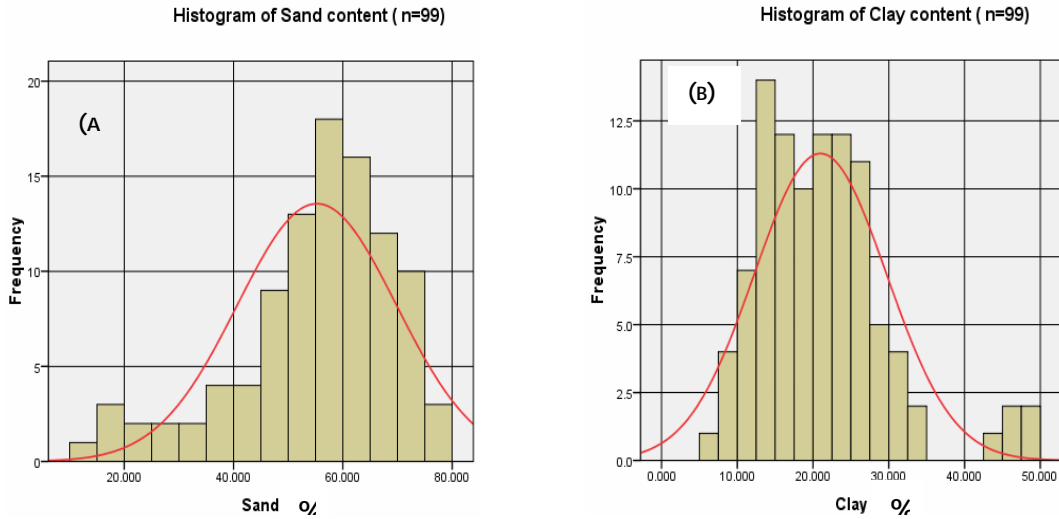 Histogram of Sand content ( n=99)
(A
20
15
10
5
0
Frequency
20.000 40.000 60.000 80.000
Sand %
Histogram of Clay content ( n=99)
(B)
12.5
10.0
7.5
5.0
2.5
0.0
Frequency
0.000 10.000 20.000 30.000 40.000 50.000
Clay %